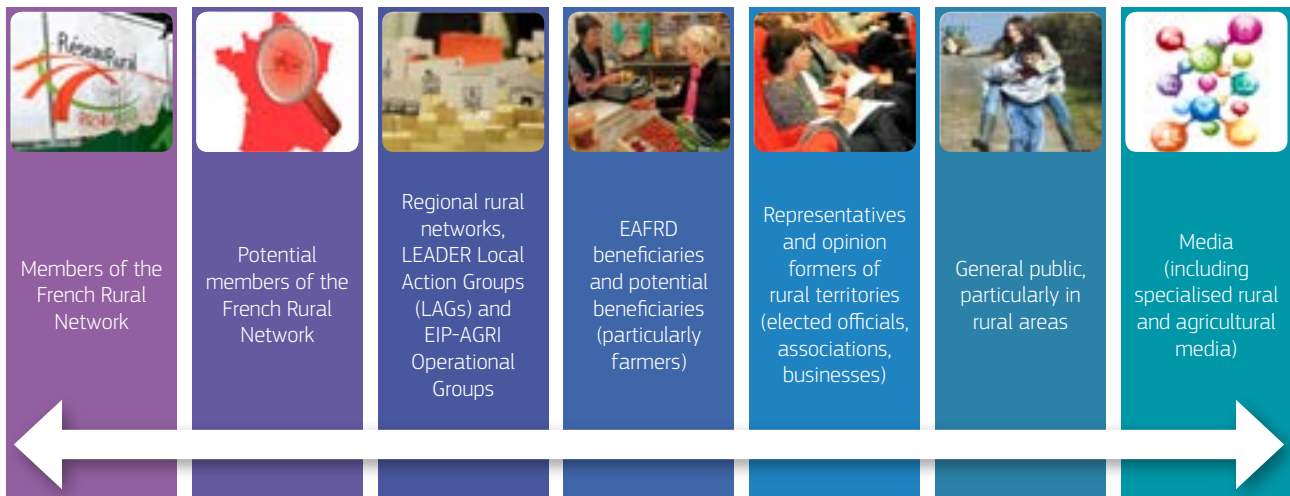 RéseauRural
Members of the
French Rural
Network
Potential
members of the
French Rural
Network
Regional rural
networks,
LEADER Local
Action Groups
(LAGs) and
EIP-AGRI
Operational
Groups
EAFRD
beneficiaries
and potential
beneficiaries
(particularly
farmers)
Representatives
and opinion
formers of
rural territories
(elected officials,
associations,
businesses)
General public,
particularly in
rural areas
Media
(including
specialised rural
and agricultural
media)